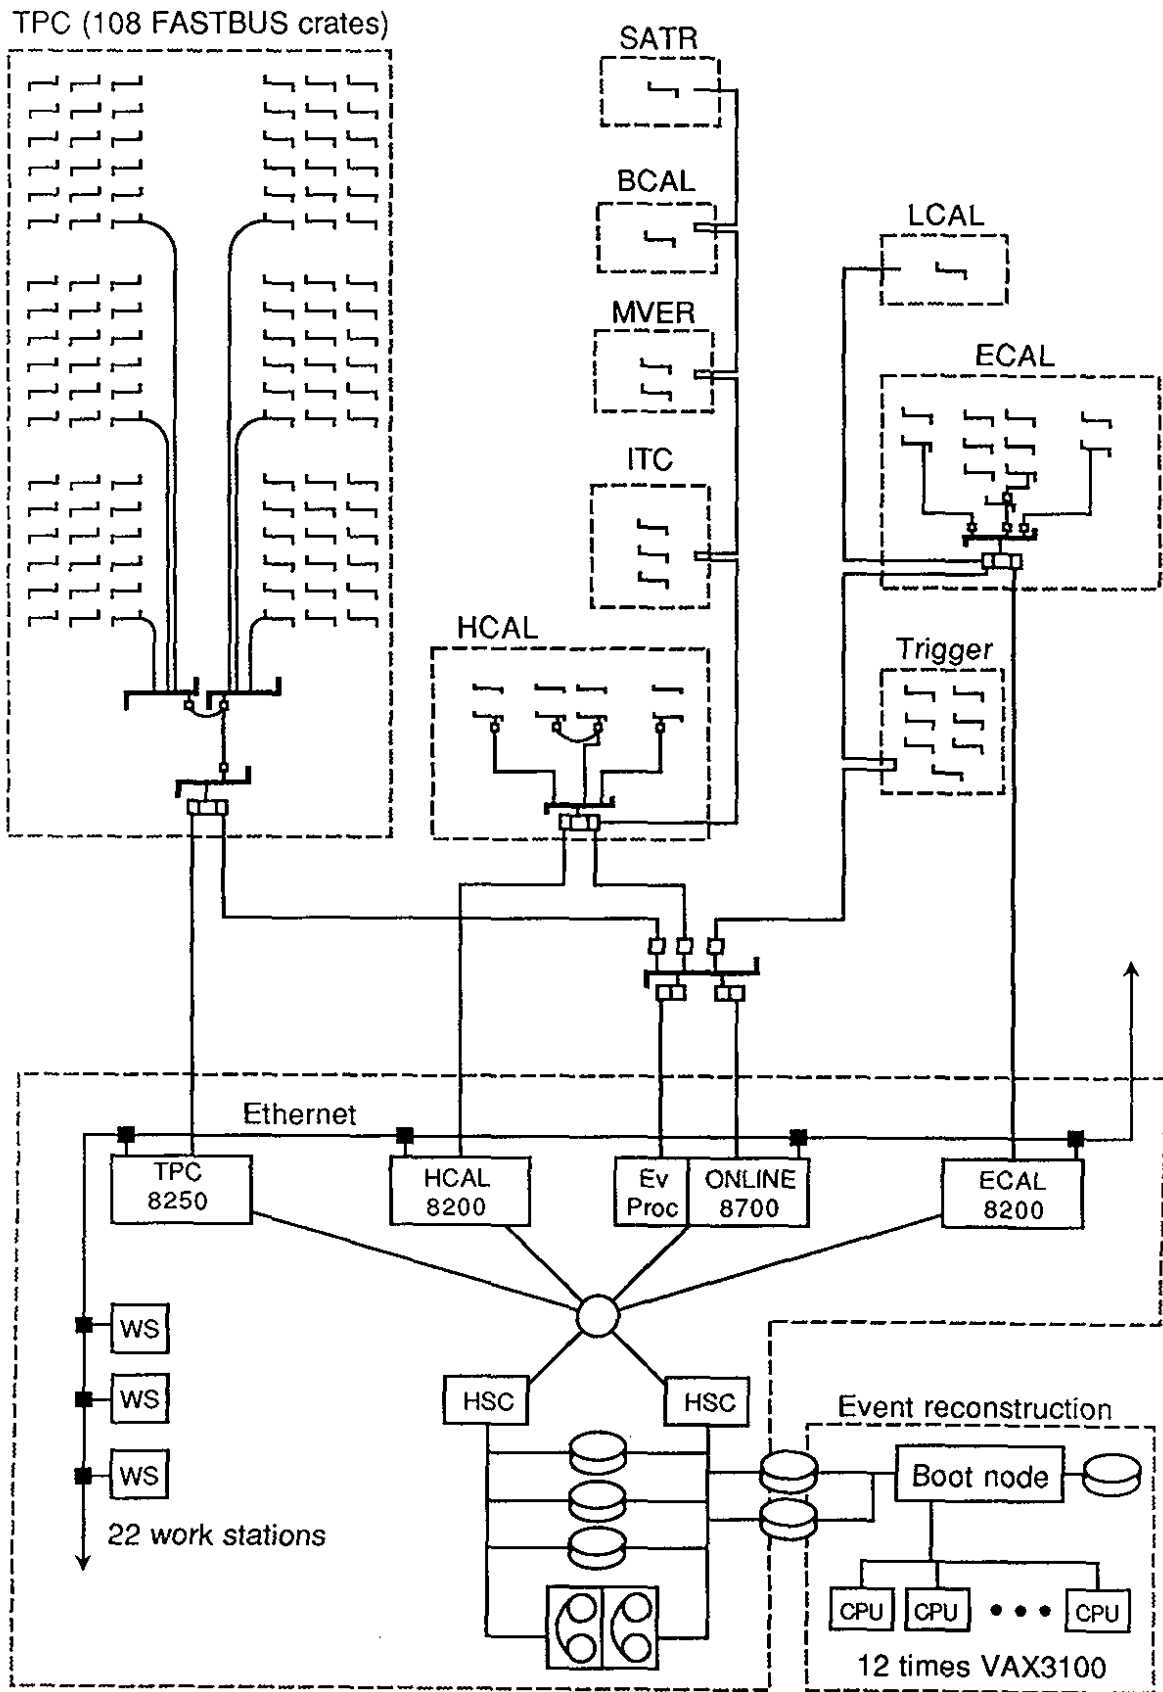 TPC (108 FASTBUS crates)
SATR
BCAL
LCAL
MVER
ECAL
ITC
HCAL
Trigger
Ethernet
TPC
8250
HCAL
8200
Ev
Proc
ONLINE
8700
ECAL
8200
WS
WS
WS
22 work stations
HSC
HSC
Event reconstruction
Boot node
CPU
CPU
• • •
CPU
12 times VAX3100